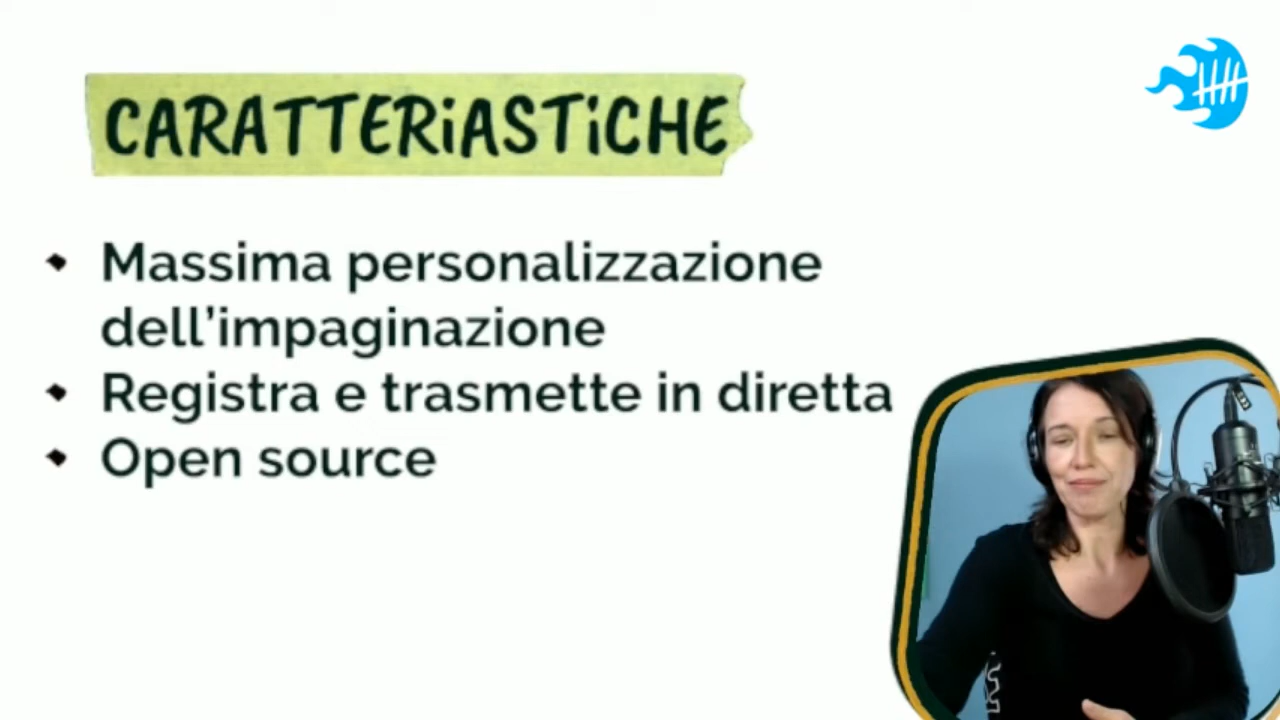 CARATTERiASTiCHE
Massima personalizzazione
dell’impaginazione
Registra e trasmette in diretta
Open source